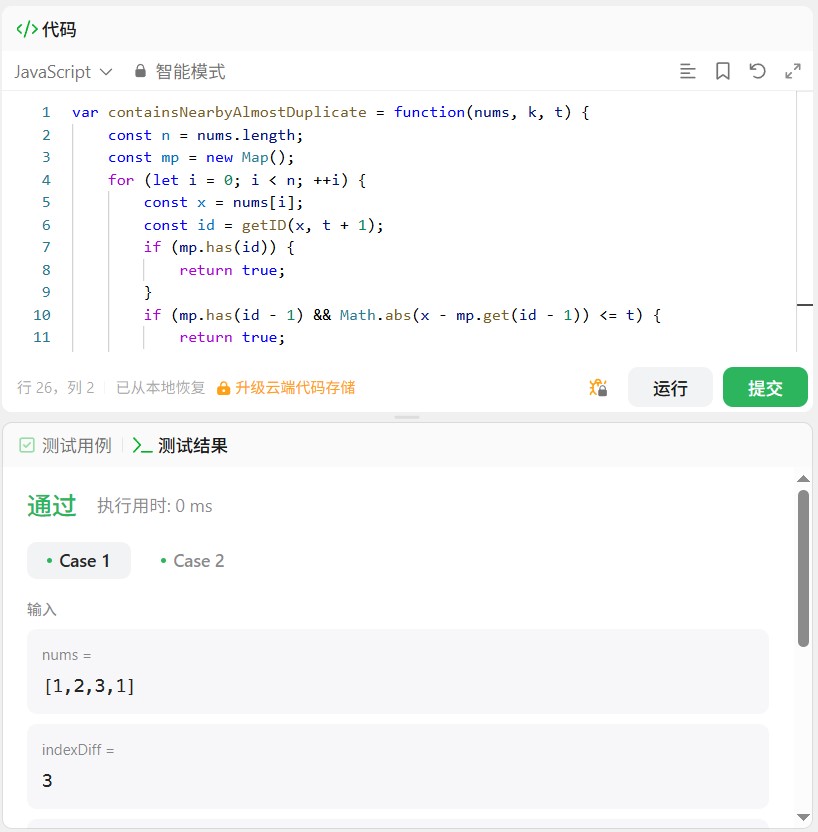 </> 代码
JavaScript 智能模式
1 var containsNearbyAlmostDuplicate = function(nums, k, t) {
2 const n = nums.length;
3 const mp = new Map();
4 for (let i = 0; i < n; ++i) {
5 const x = nums[i];
6 const id = getID(x, t + 1);
7 if (mp.has(id)) {
8 return true;
9 }
10 if (mp.has(id - 1) && Math.abs(x - mp.get(id - 1)) <= t) {
11 return true;
行 26，列 2 已从本地恢复 升级云端代码存储 运行 提交
测试用例 >_ 测试结果
通过 执行用时: 0 ms
• Case 1 • Case 2
输入
nums =
[1,2,3,1]
indexDiff =
3